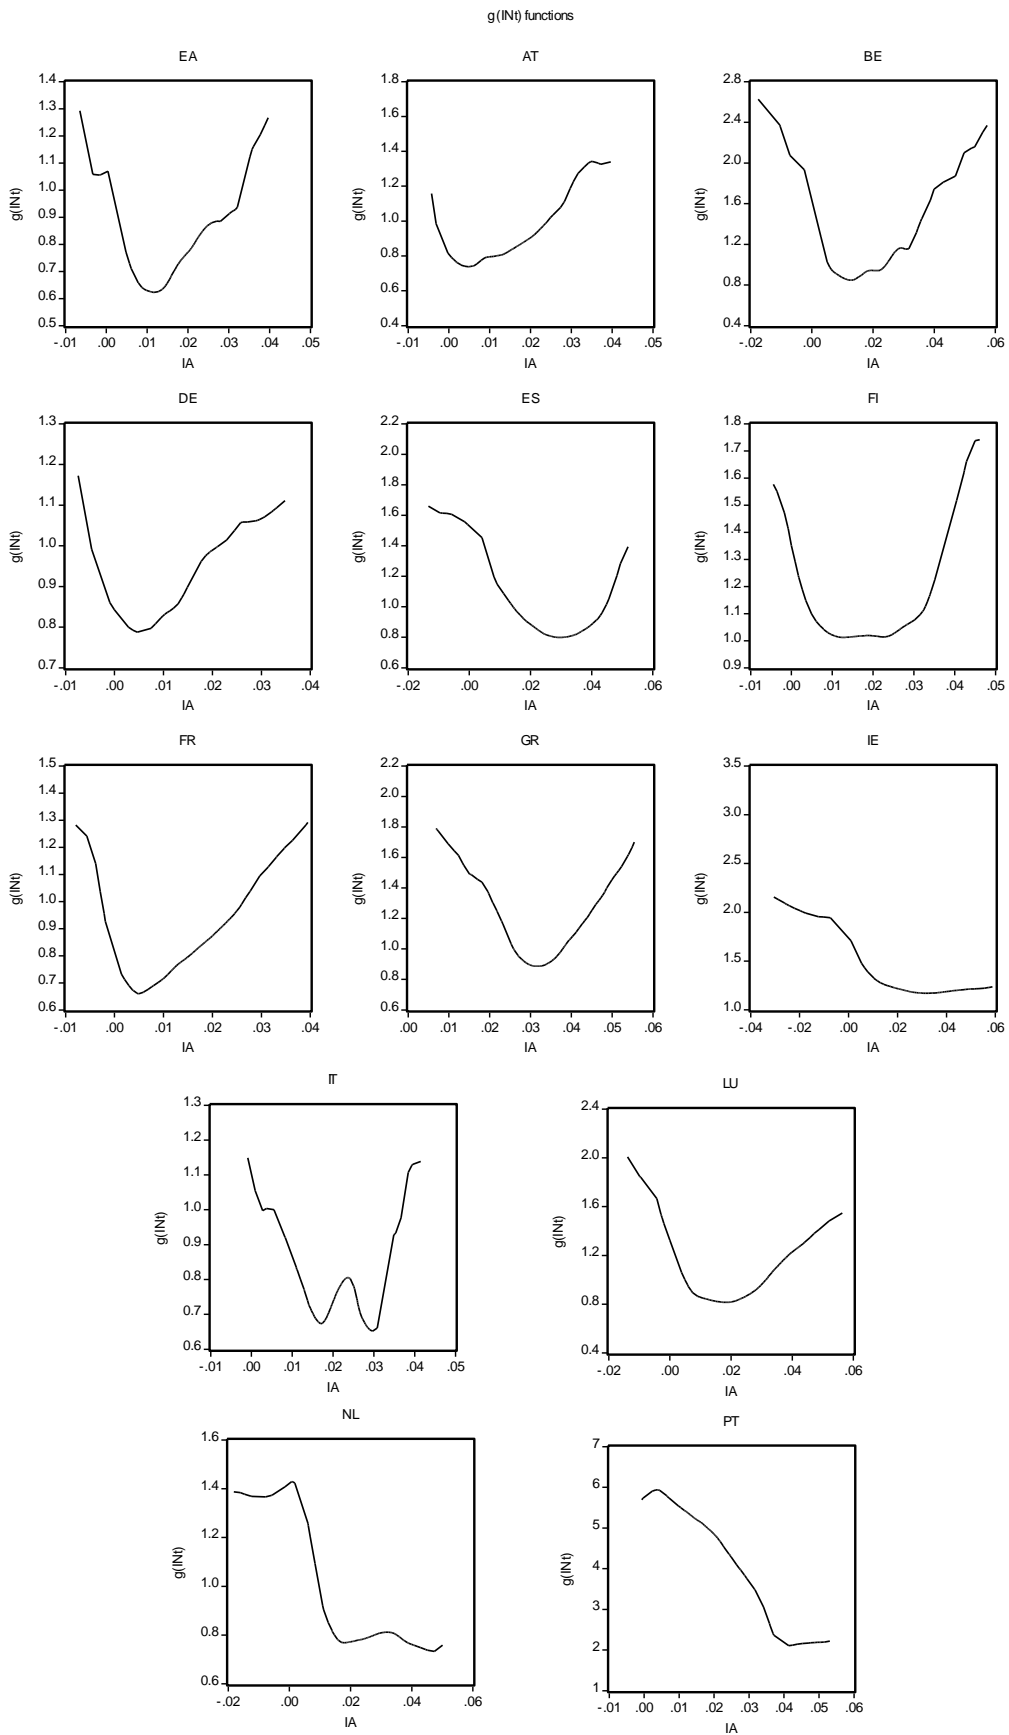 g(INt) functions
EA
1.4
1.3
1.2
1.1
1.0
0.9
0.8
0.7
0.6
0.5
g(INt)
-.01 .00 .01 .02 .03 .04 .05
IA
AT
1.8
1.6
1.4
1.2
1.0
0.8
0.6
0.4
g(INt)
-.01 .00 .01 .02 .03 .04 .05
IA
BE
2.8
2.4
2.0
1.6
1.2
0.8
0.4
g(INt)
-.02 .00 .02 .04 .06
IA
DE
1.3
1.2
1.1
1.0
0.9
0.8
0.7
g(INt)
-.01 .00 .01 .02 .03 .04
IA
ES
2.2
2.0
1.8
1.6
1.4
1.2
1.0
0.8
0.6
g(INt)
-.02 .00 .02 .04 .06
IA
FI
1.8
1.7
1.6
1.5
1.4
1.3
1.2
1.1
1.0
0.9
g(INt)
-.01 .00 .01 .02 .03 .04 .05
IA
FR
1.5
1.4
1.3
1.2
1.1
1.0
0.9
0.8
0.7
0.6
g(INt)
-.01 .00 .01 .02 .03 .04
IA
GR
2.2
2.0
1.8
1.6
1.4
1.2
1.0
0.8
0.6
g(INt)
.00 .01 .02 .03 .04 .05 .06
IA
IE
3.5
3.0
2.5
2.0
1.5
1.0
g(INt)
-.04 -.02 .00 .02 .04 .06
IA
IT
1.3
1.2
1.1
1.0
0.9
0.8
0.7
0.6
g(INt)
-.01 .00 .01 .02 .03 .04 .05
IA
LU
2.4
2.0
1.6
1.2
0.8
0.4
g(INt)
-.02 .00 .02 .04 .06
IA
NL
1.6
1.4
1.2
1.0
0.8
0.6
g(INt)
-.02 .00 .02 .04 .06
IA
PT
7
6
5
4
3
2
1
g(INt)
-.01 .00 .01 .02 .03 .04 .05 .06
IA